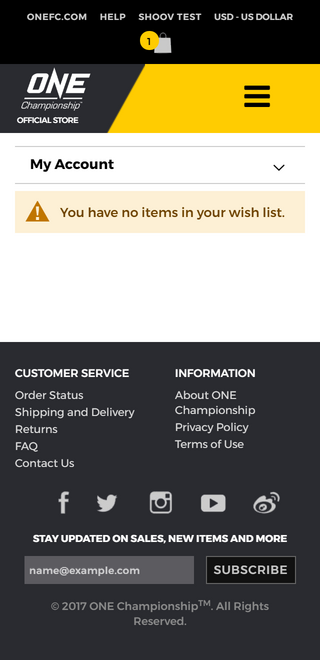 ONEFC.COM HELP SHOOV TEST USD - US DOLLAR
1
ONE
Championship
OFFICIAL STORE
My Account
You have no items in your wish list.
CUSTOMER SERVICE
Order Status
Shipping and Delivery
Returns
FAQ
Contact Us
INFORMATION
About ONE
Championship
Privacy Policy
Terms of Use
STAY UPDATED ON SALES, NEW ITEMS AND MORE
name@example.com SUBSCRIBE
© 2017 ONE Championship™. All Rights
Reserved.